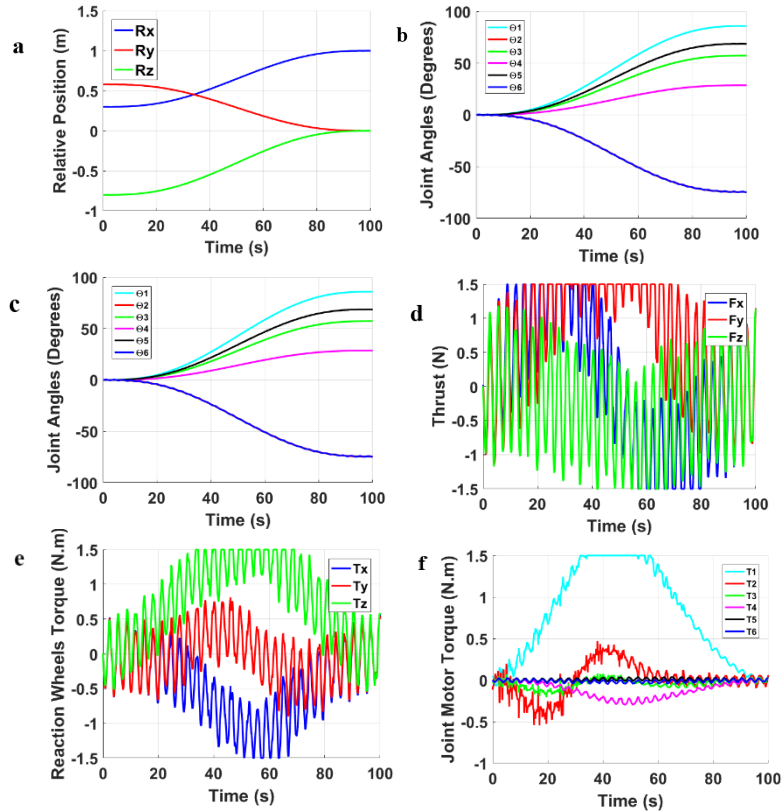 a
Relative Position (m)
1.5
1
0.5
0
-0.5
-1
Rx
Ry
Rz
0 20 40 60 80 100
Time (s)
b
Joint Angles (Degrees)
100
50
0
-50
-100
Θ1
Θ2
Θ3
Θ4
Θ5
Θ6
0 20 40 60 80 100
Time (s)
c
Joint Angles (Degrees)
100
50
0
-50
-100
Θ1
Θ2
Θ3
Θ4
Θ5
Θ6
0 20 40 60 80 100
Time (s)
d
Thrust (N)
1.5
1
0.5
0
-0.5
-1
-1.5
Fx
Fy
Fz
0 20 40 60 80 100
Time (s)
e
Reaction Wheels Torque (N.m)
1.5
1
0.5
0
-0.5
-1
-1.5
Tx
Ty
Tz
0 20 40 60 80 100
Time (s)
f
Joint Motor Torque (N.m)
1.5
1
0.5
0
-0.5
-1
T1
T2
T3
T4
T5
T6
0 20 40 60 80 100
Time (s)